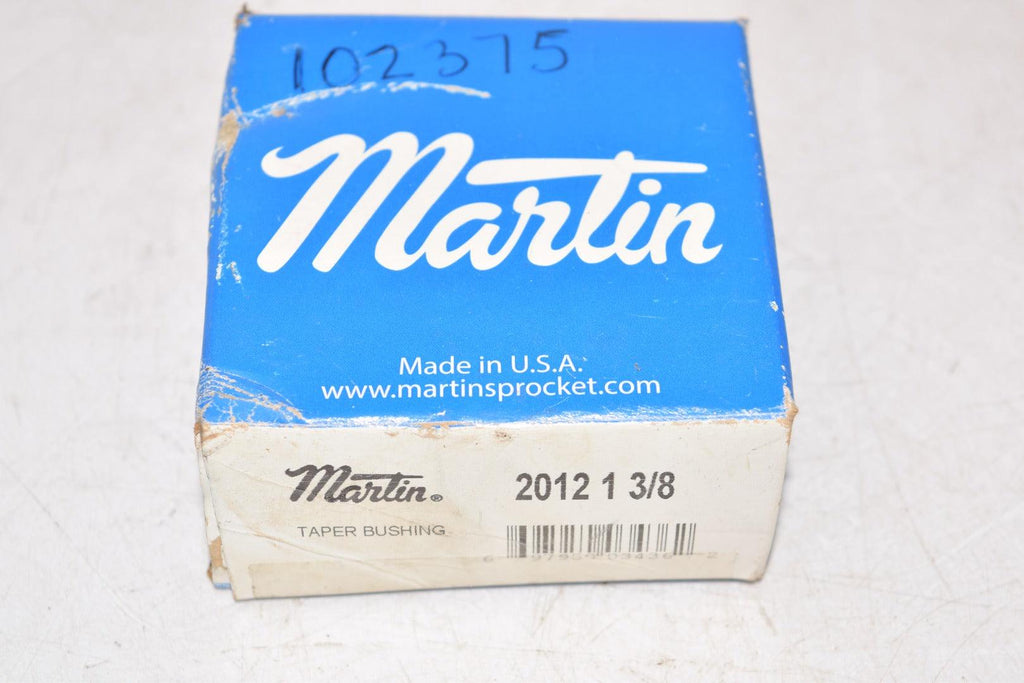 102375
Martin
Made in U.S.A.
www.martinsprocket.com
Martin® 2012 1 3/8
TAPER BUSHING